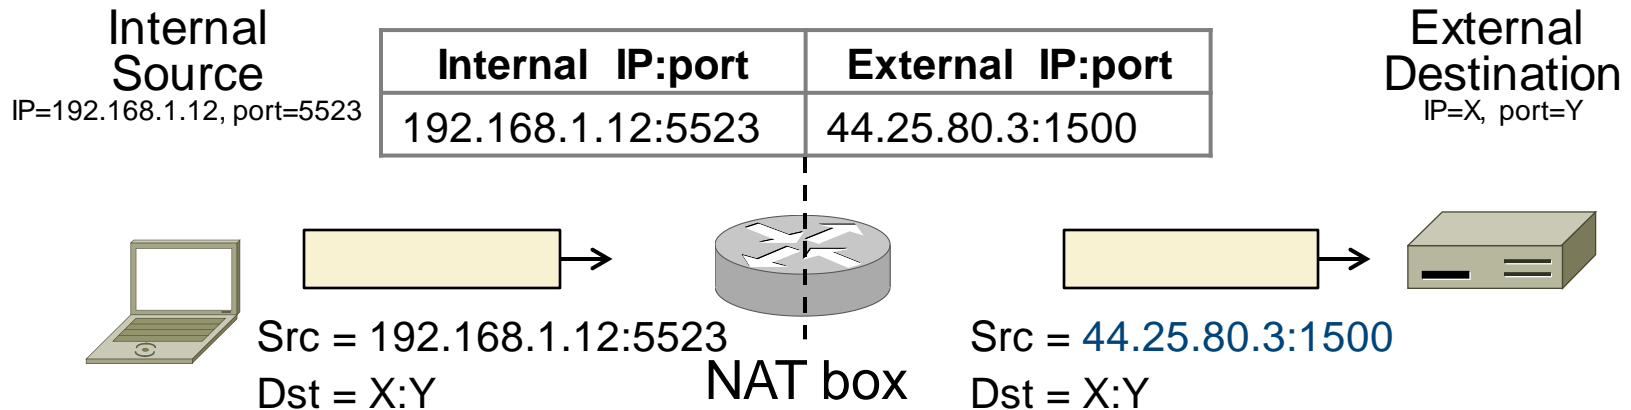 Internal
Source
IP=192.168.1.12, port=5523
Internal IP:port
External IP:port
192.168.1.12:5523
44.25.80.3:1500
External
Destination
IP=X, port=Y
Src = 192.168.1.12:5523
Dst = X:Y
NAT box
Src = 44.25.80.3:1500
Dst = X:Y